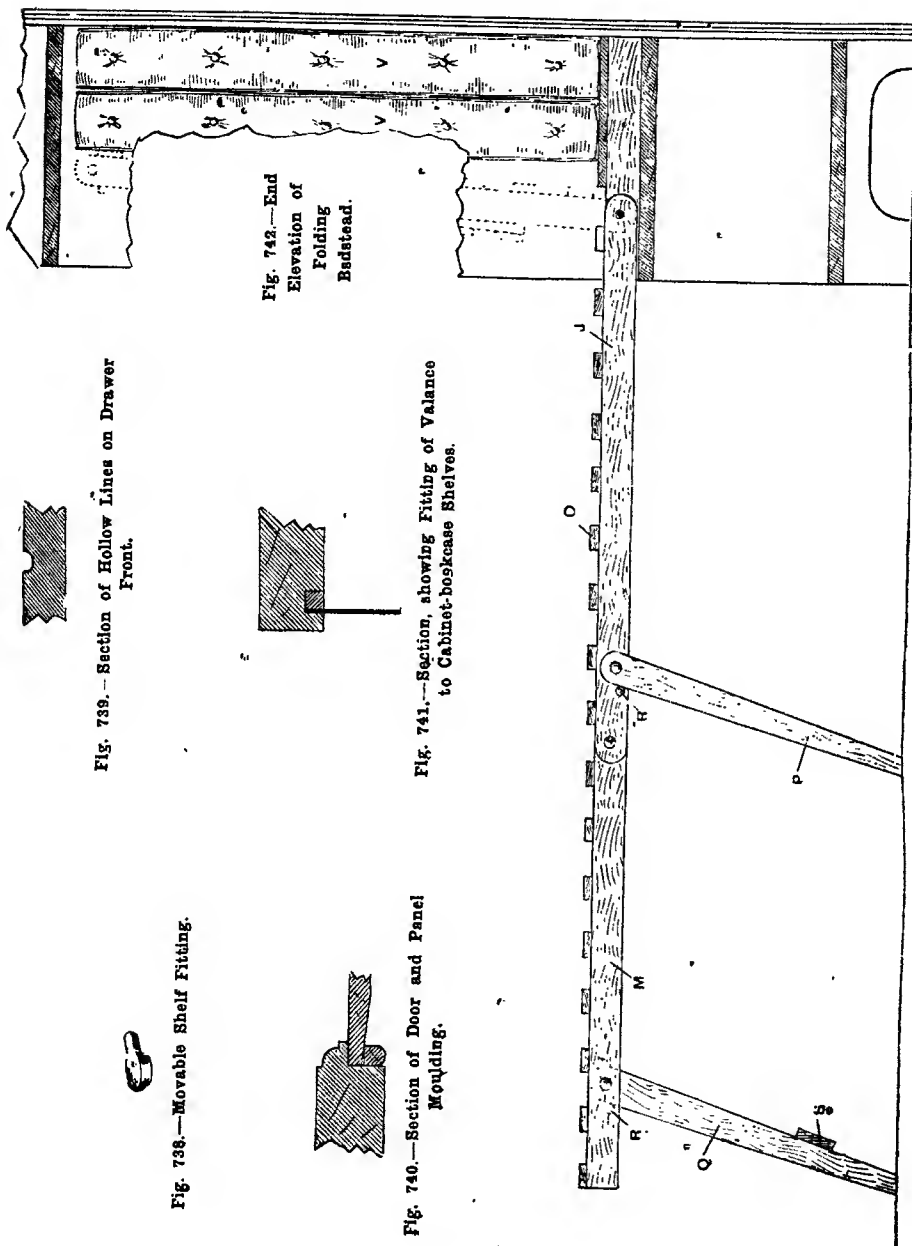 Fig. 738.—Movable Shelf Fitting.
Fig. 739.—Section of Hollow Lines on Drawer
Front.
Fig. 740.—Section of Door and Panel
Moulding.
Fig. 741.—Section, showing Fitting of Valance
to Cabinet-bookcase Shelves.
Fig. 742.—End
Elevation of
Folding
Bedstead.
V
V
J
O
R
P
M
R
Q
S